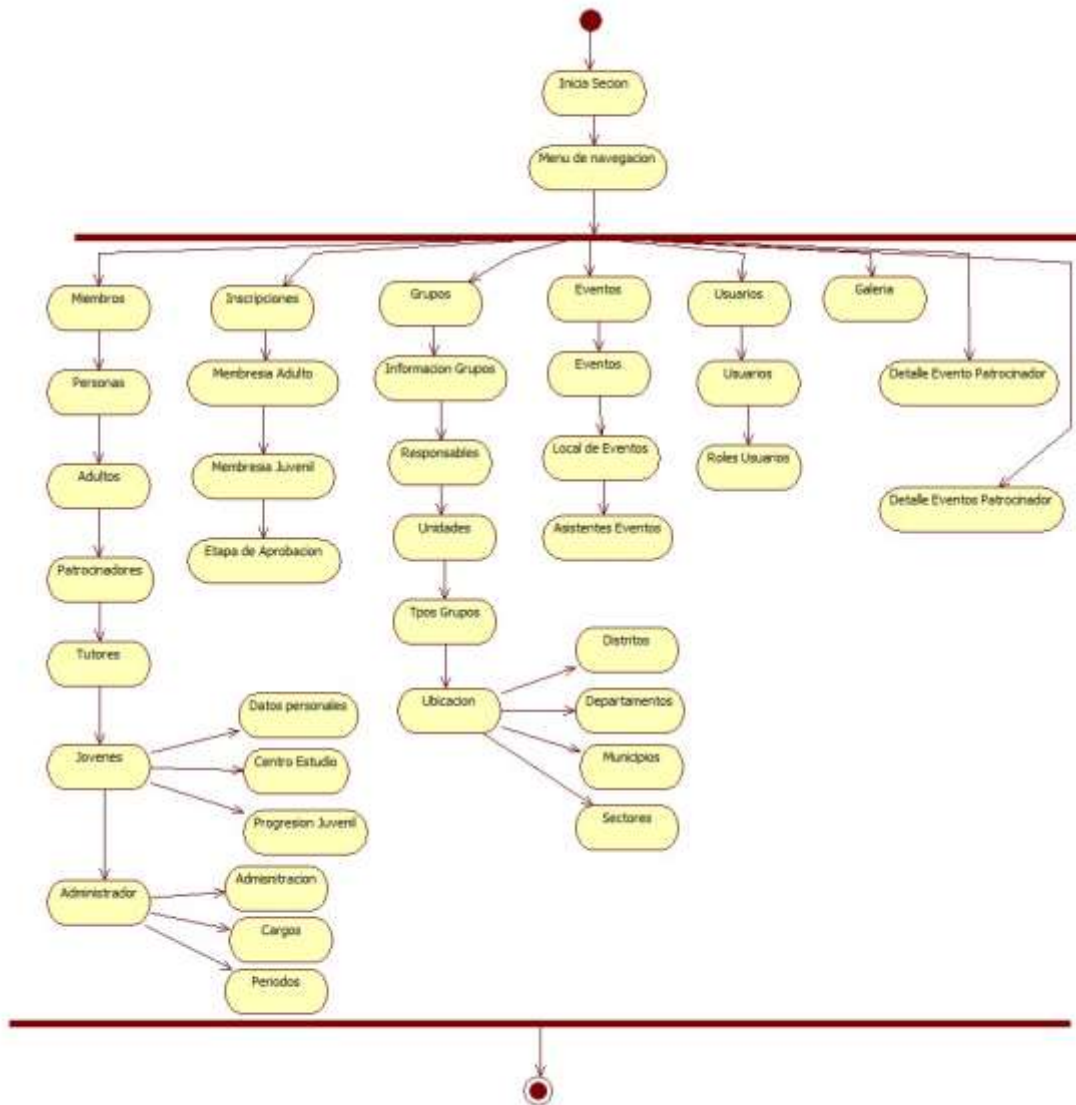 Inicia Secion
Menu de navegacion
Miembros
Inscripciones
Grupos
Eventos
Usuarios
Galeria
Personas
Membresia Adulto
Informacion Grupos
Eventos
Usuarios
Detalle Evento Patrocinador
Adultos
Membresia Juvenil
Responsables
Local de Eventos
Roles Usuarios
Detalle Eventos Patrocinador
Patrocinadores
Etapa de Aprobacion
Unidades
Asistentes Eventos
Tutores
Tpos Grupos
Distritos
Jovenes
Datos personales
Centro Estudio
Progresion Juvenil
Ubicacion
Departamentos
Municipios
Sectores
Administrador
Admisnitracion
Cargos
Periodos